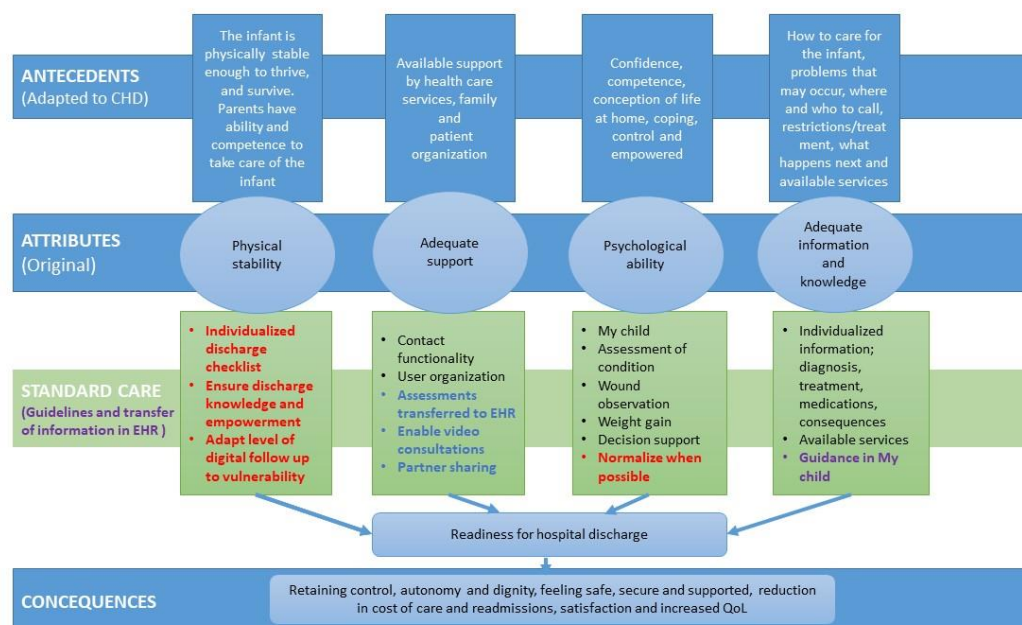 ANTECEDENTS
(Adapted to CHD)
The infant is
physically stable
enough to thrive,
and survive.
Parents have
ability and
competence to
take care of the
infant
Available support
by health care
services, family
and
patient
organization
Confidence,
competence,
conception of life
at home, coping,
control and
empowered
How to care for
the infant,
problems that
may occur, where
and who to call,
restrictions/treat
ment, what
happens next and
available services
ATTRIBUTES
(Original)
Physical
stability
Adequate
support
Psychological
ability
Adequate
information
and
knowledge
STANDARD CARE
(Guidelines and transfer
of information in EHR )
• Individualized
discharge
checklist
• Ensure discharge
knowledge and
empowerment
• Adapt level of
digital follow up
to vulnerability
• Contact
functionality
• User organization
• Assessments
transferred to EHR
• Enable video
consultations
• Partner sharing
• My child
• Assessment of
condition
• Wound
observation
• Weight gain
• Decision support
• Normalize when
possible
• Individualized
information;
diagnosis,
treatment,
medications,
consequences
• Available services
• Guidance in My
child
Readiness for hospital discharge
CONCEQUENCES
Retaining control, autonomy and dignity, feeling safe, secure and supported, reduction
in cost of care and readmissions, satisfaction and increased QoL